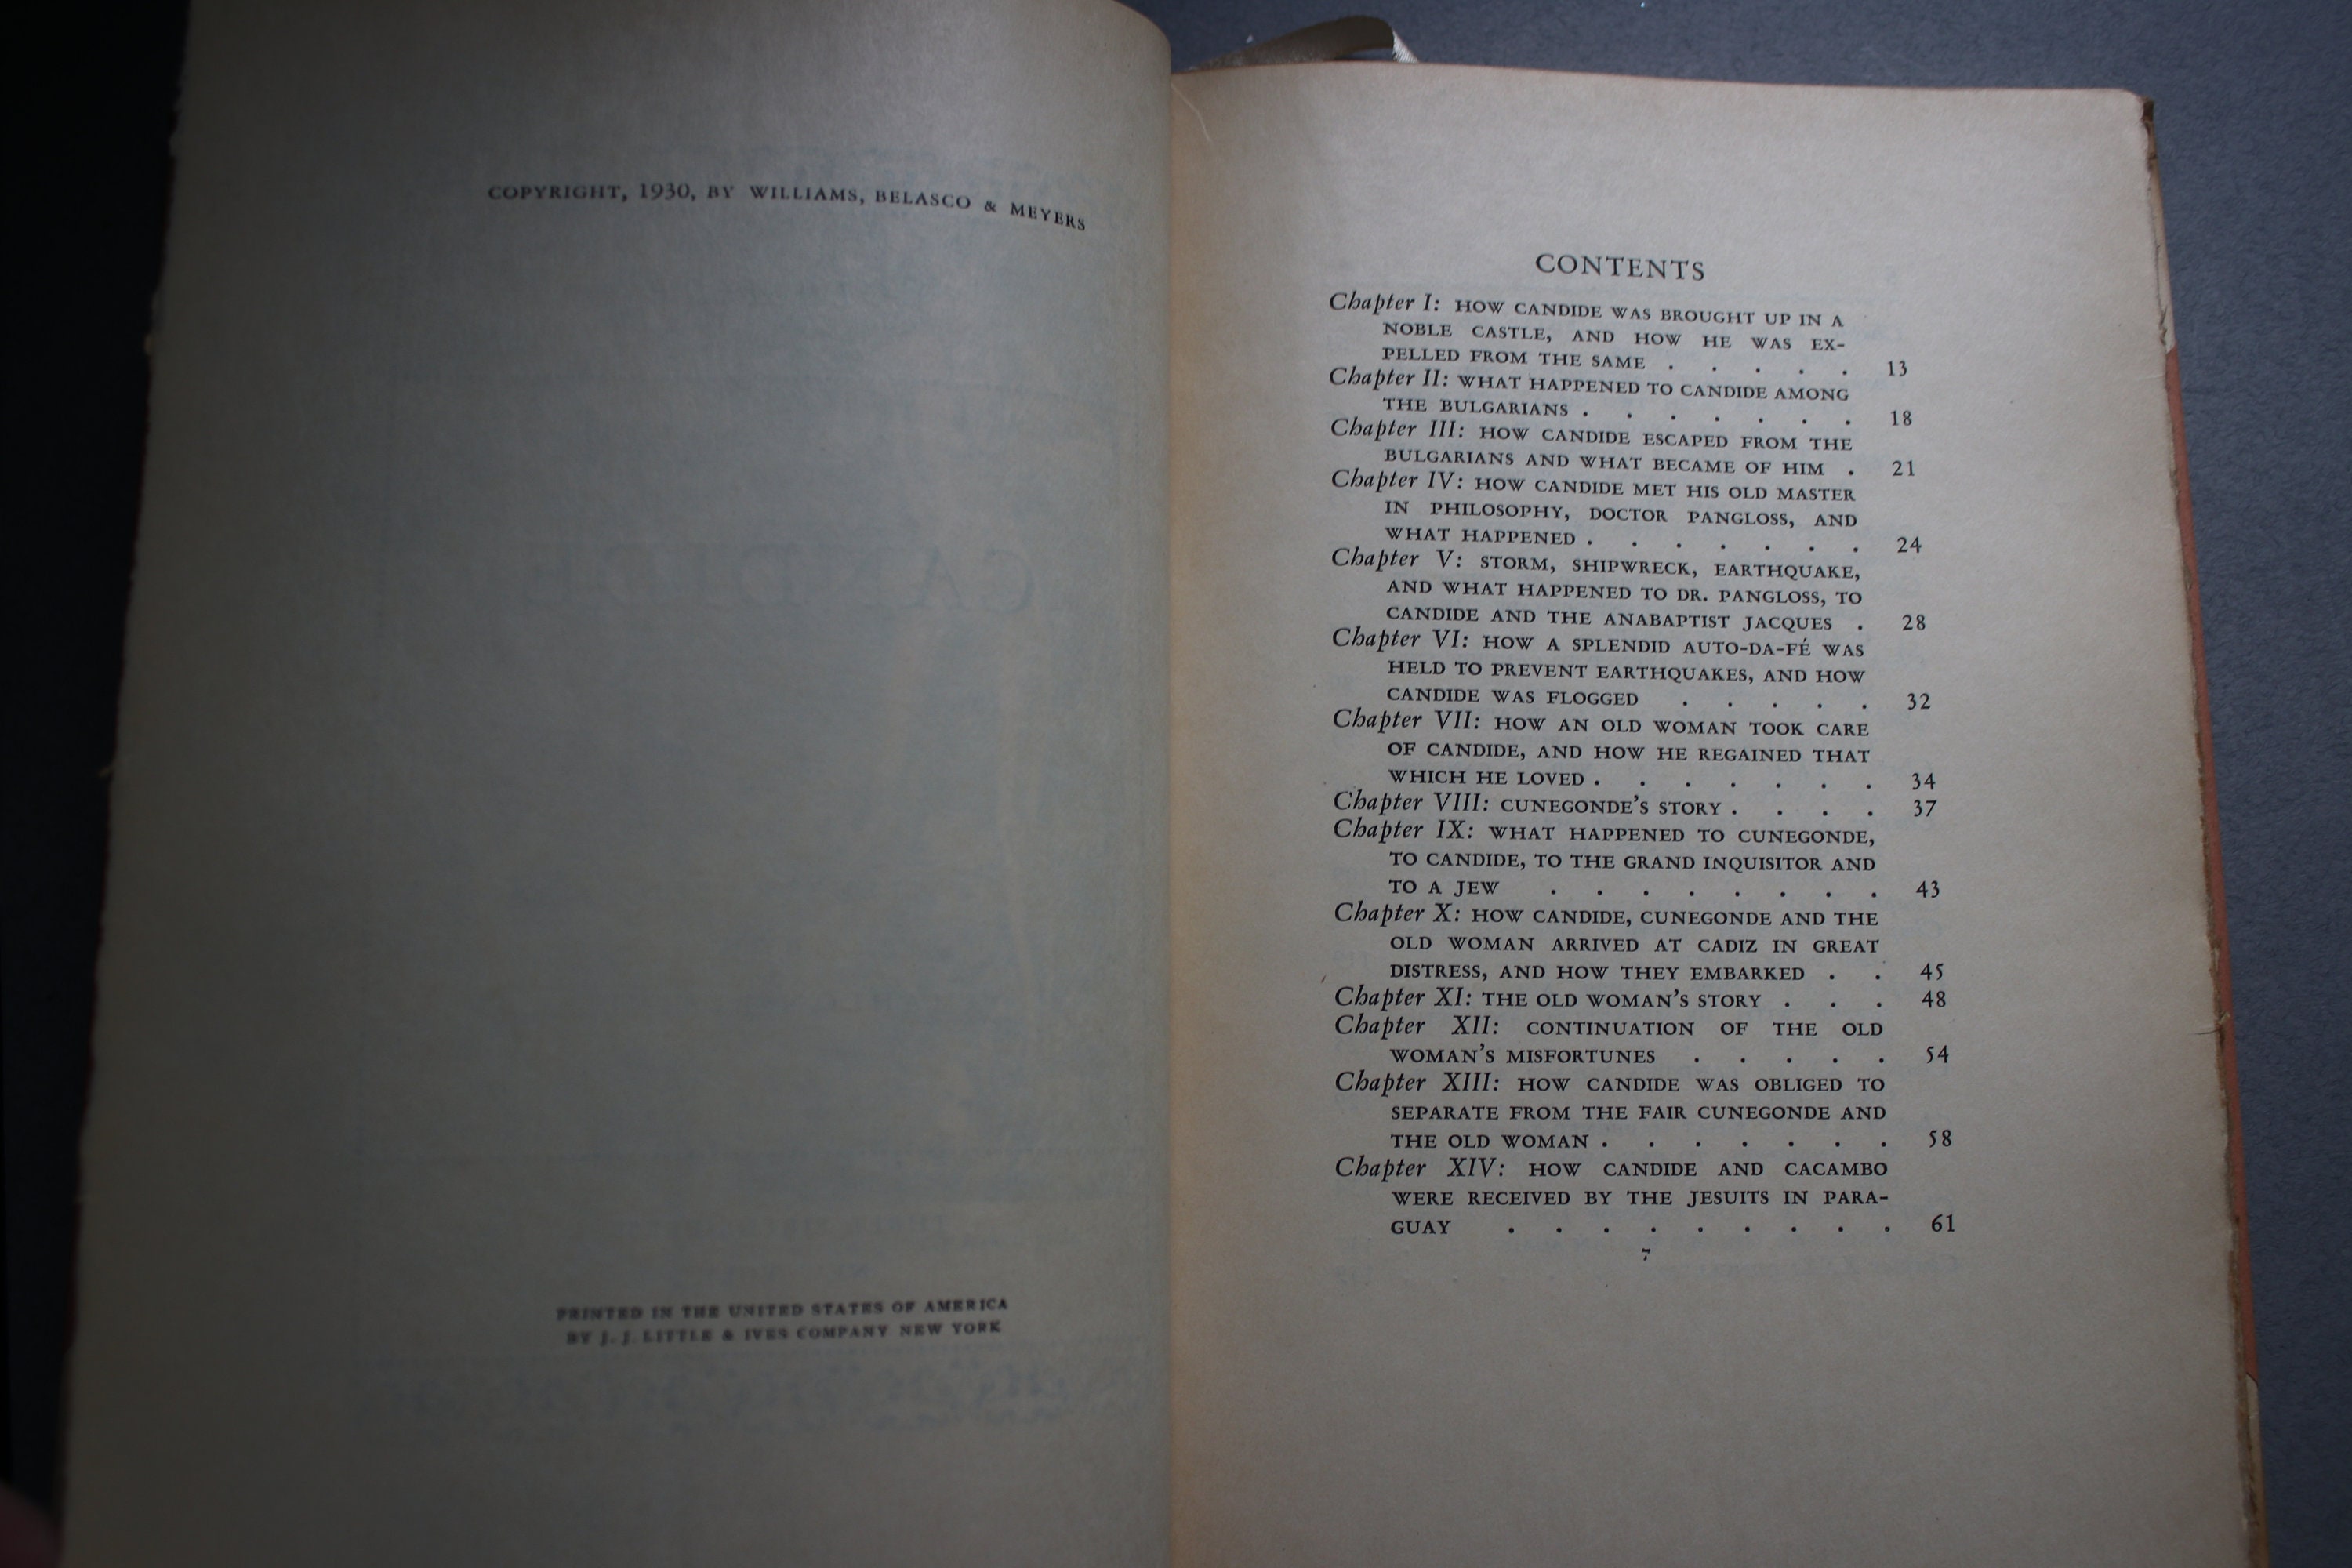 COPYRIGHT, 1930, BY WILLIAMS, BELASCO & MEYERS
PRINTED IN THE UNITED STATES OF AMERICA
BY J. J. LITTLE & IVES COMPANY NEW YORK
CONTENTS
Chapter I: HOW CANDIDE WAS BROUGHT UP IN A
NOBLE CASTLE, AND HOW HE WAS EX-
PELLED FROM THE SAME . . . . . 13
Chapter II: WHAT HAPPENED TO CANDIDE AMONG
THE BULGARIANS . . . . . . . 18
Chapter III: HOW CANDIDE ESCAPED FROM THE
BULGARIANS AND WHAT BECAME OF HIM . 21
Chapter IV: HOW CANDIDE MET HIS OLD MASTER
IN PHILOSOPHY, DOCTOR PANGLOSS, AND
WHAT HAPPENED . . . . . . . 24
Chapter V: STORM, SHIPWRECK, EARTHQUAKE,
AND WHAT HAPPENED TO DR. PANGLOSS, TO
CANDIDE AND THE ANABAPTIST JACQUES . 28
Chapter VI: HOW A SPLENDID AUTO-DA-FÉ WAS
HELD TO PREVENT EARTHQUAKES, AND HOW
CANDIDE WAS FLOGGED . . . . . 32
Chapter VII: HOW AN OLD WOMAN TOOK CARE
OF CANDIDE, AND HOW HE REGAINED THAT
WHICH HE LOVED . . . . . . . 34
Chapter VIII: CUNEGONDE'S STORY . . . . 37
Chapter IX: WHAT HAPPENED TO CUNEGONDE,
TO CANDIDE, TO THE GRAND INQUISITOR AND
TO A JEW . . . . . . . . 43
Chapter X: HOW CANDIDE, CUNEGONDE AND THE
OLD WOMAN ARRIVED AT CADIZ IN GREAT
DISTRESS, AND HOW THEY EMBARKED . . 45
Chapter XI: THE OLD WOMAN'S STORY . . . 48
Chapter XII: CONTINUATION OF THE OLD
WOMAN'S MISFORTUNES . . . . . 54
Chapter XIII: HOW CANDIDE WAS OBLIGED TO
SEPARATE FROM THE FAIR CUNEGONDE AND
THE OLD WOMAN . . . . . . . 58
Chapter XIV: HOW CANDIDE AND CACAMBO
WERE RECEIVED BY THE JESUITS IN PARA-
GUAY . . . . . . . . . 61
7